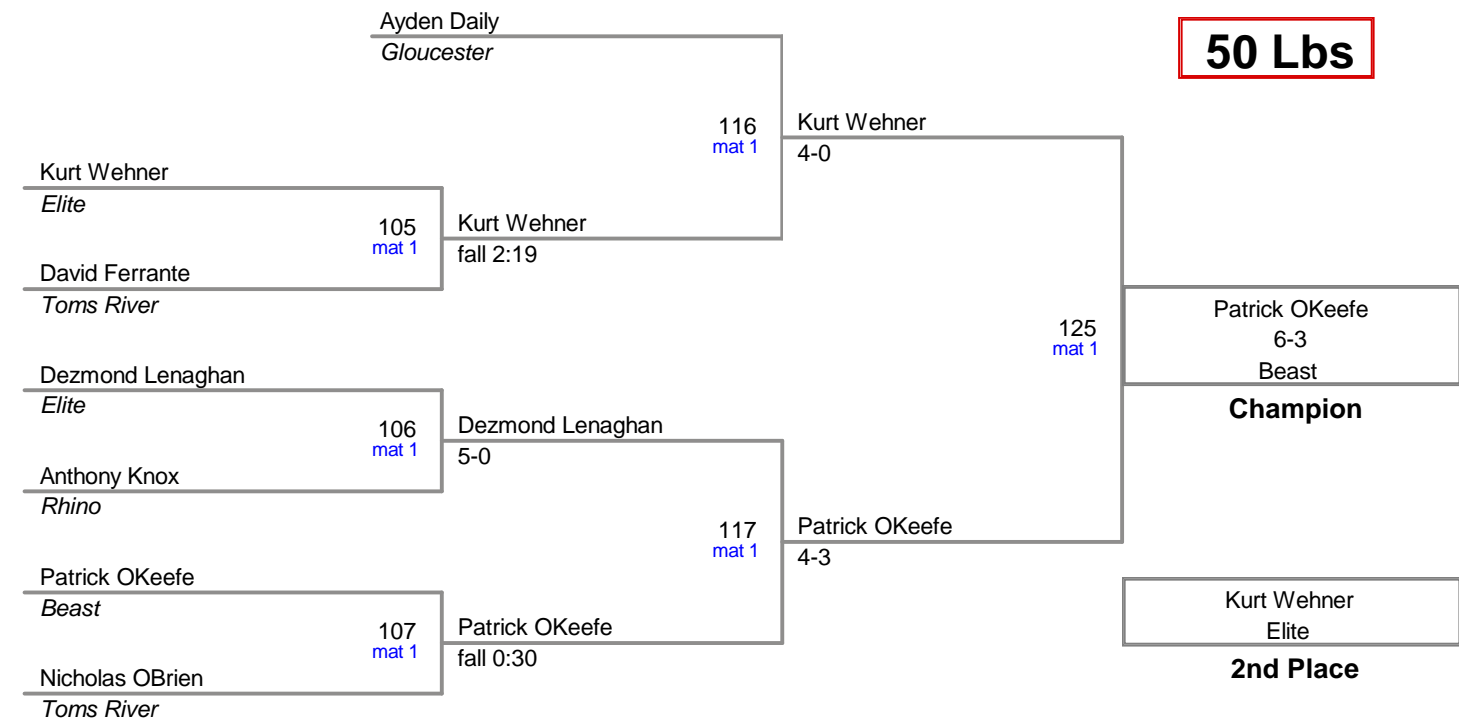 Ayden Daily
Gloucester
50 Lbs
116
mat 1
Kurt Wehner
4-0
Kurt Wehner
Elite
105
mat 1
Kurt Wehner
fall 2:19
David Ferrante
Toms River
125
mat 1
Patrick OKeefe
6-3
Beast
Champion
Dezmond Lenaghan
Elite
106
mat 1
Dezmond Lenaghan
5-0
Anthony Knox
Rhino
117
mat 1
Patrick OKeefe
4-3
Patrick OKeefe
Beast
107
mat 1
Patrick OKeefe
fall 0:30
Nicholas OBrien
Toms River
Kurt Wehner
Elite
2nd Place